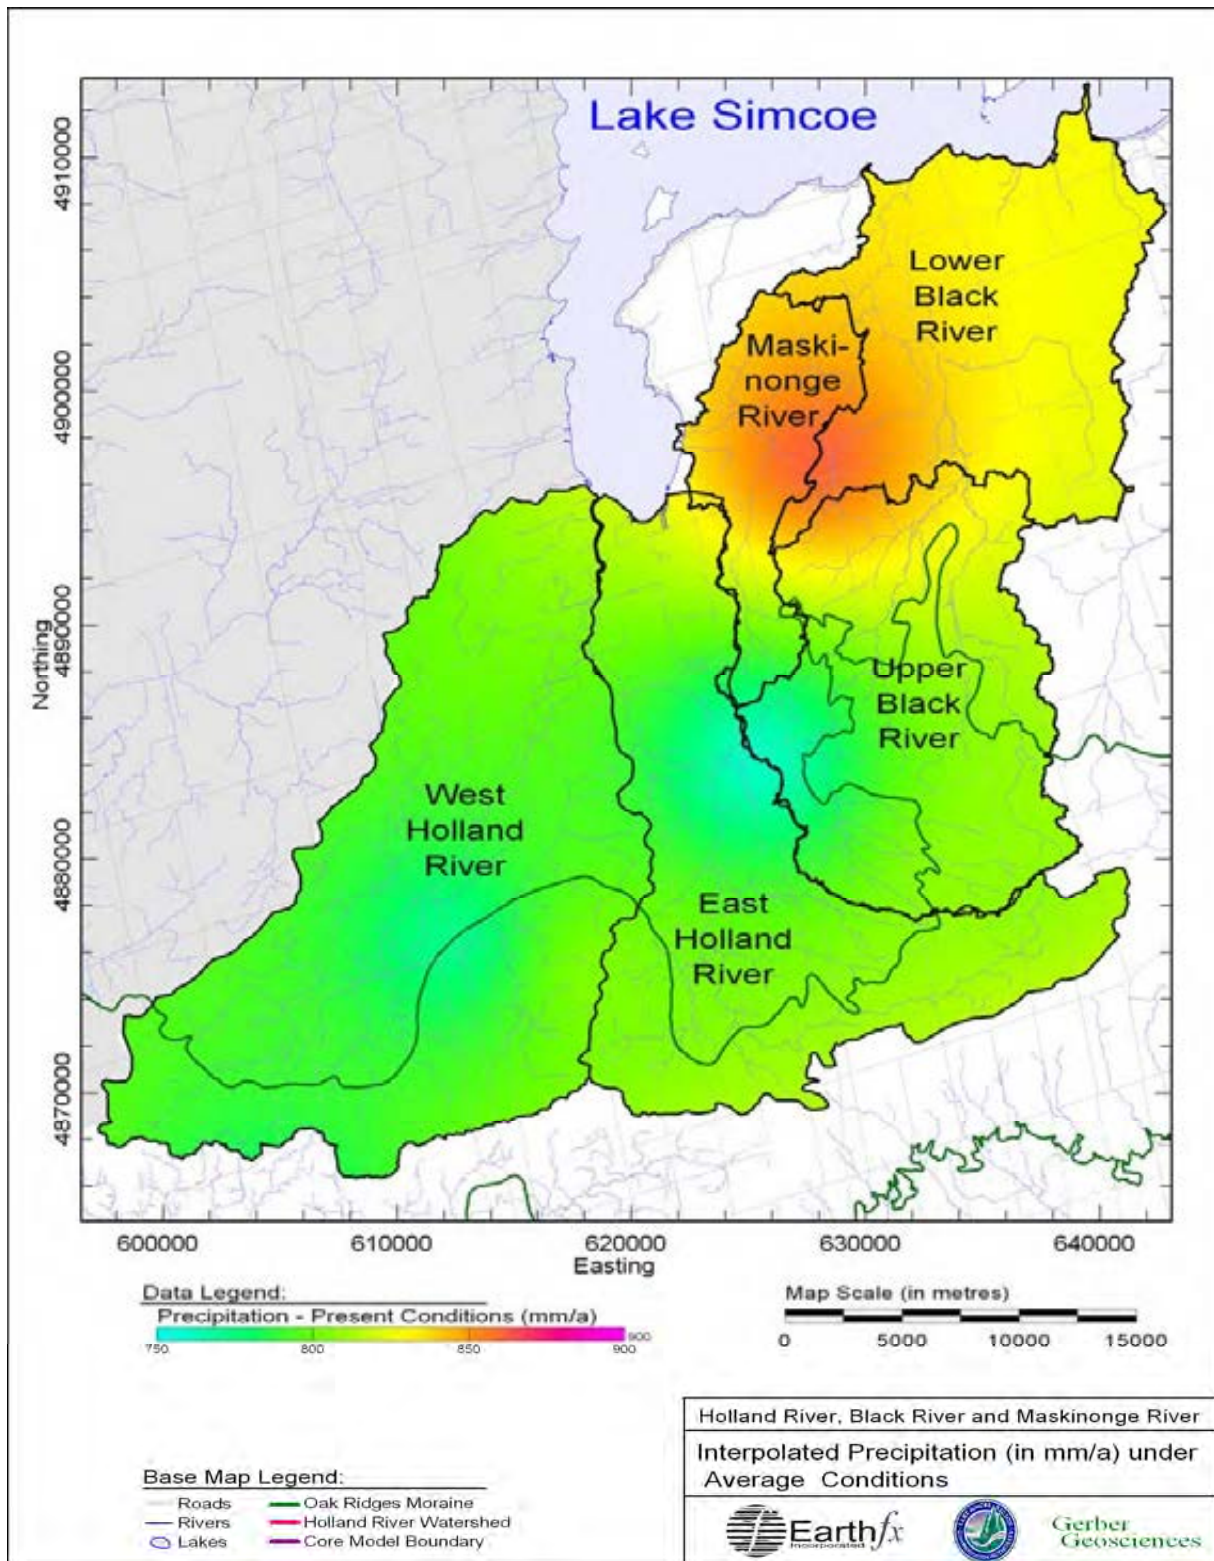 Lake Simcoe
Lower
Black
River
Maski-
nonge
River
Upper
Black
River
West
Holland
River
East
Holland
River
Northing
4910000
4900000
4890000
4880000
4870000
600000
610000
620000
630000
640000
Easting
Data Legend:
Precipitation - Present Conditions (mm/a)
900
750
800
850
900
Map Scale (in metres)
0
5000
10000
15000
Base Map Legend:
Roads
Rivers
Lakes
Oak Ridges Moraine
Holland River Watershed
Core Model Boundary
Holland River, Black River and Maskinonge River
Interpolated Precipitation (in mm/a) under
Average Conditions
Earthfx
Incorporated
Gerber
Geosciences